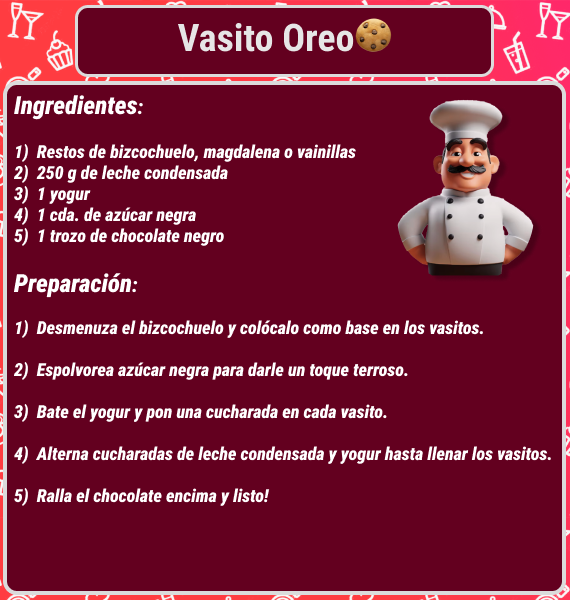 Vasito Oreo🍪
Ingredientes:
1) Restos de bizcochuelo, magdalena o vainillas
2) 250 g de leche condensada
3) 1 yogur
4) 1 cda. de azúcar negra
5) 1 trozo de chocolate negro
Preparación:
1) Desmenuza el bizcochuelo y colócalo como base en los vasitos.
2) Espolvorea azúcar negra para darle un toque terroso.
3) Bate el yogur y pon una cucharada en cada vasito.
4) Alterna cucharadas de leche condensada y yogur hasta llenar los vasitos.
5) Ralla el chocolate encima y listo!